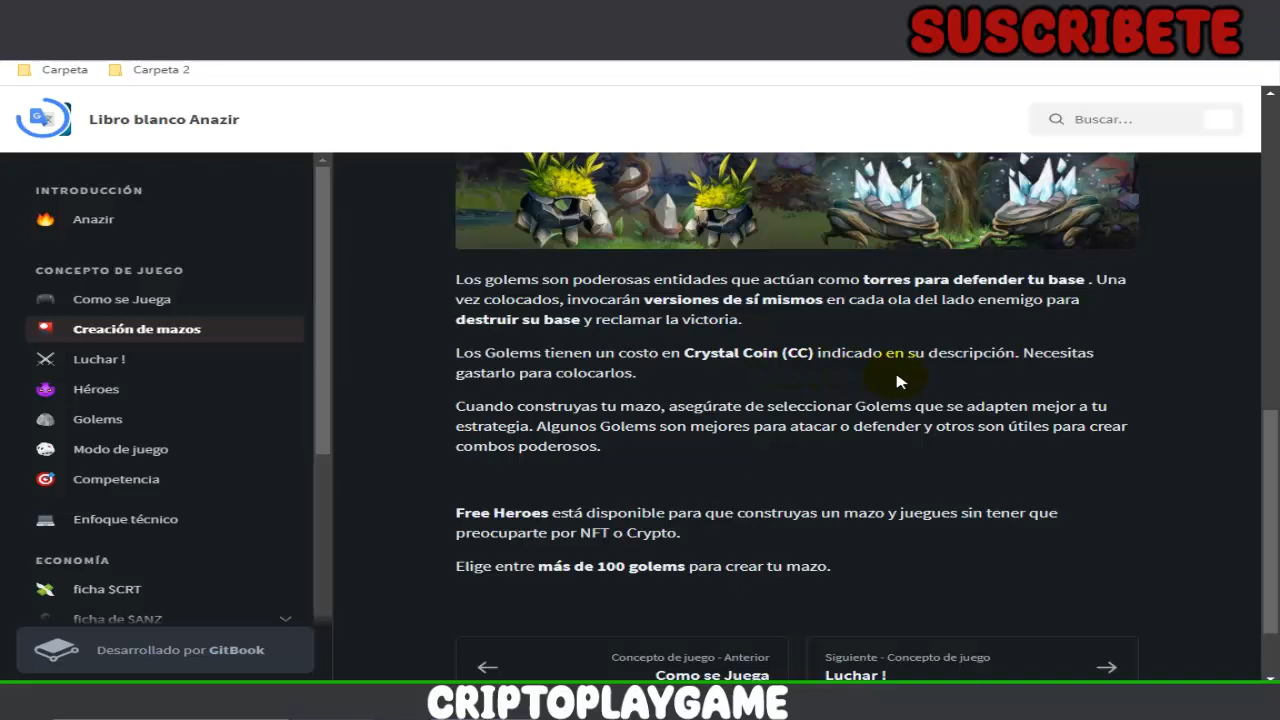 SUSCRIBETE
Carpeta
Carpeta 2
Libro blanco Anazir
Buscar...
INTRODUCCIÓN
Anazir
CONCEPTO DE JUEGO
Como se Juega
Creación de mazos
Luchar !
Héroes
Golems
Modo de juego
Competencia
Enfoque técnico
ECONOMÍA
ficha $CRT
ficha de $ANZ
Desarrollado por GitBook
Los golems son poderosas entidades que actúan como torres para defender tu base . Una
vez colocados, invocarán versiones de sí mismos en cada ola del lado enemigo para
destruir su base y reclamar la victoria.
Los Golems tienen un costo en Crystal Coin (CC) indicado en su descripción. Necesitas
gastarlo para colocarlos.
Cuando construyas tu mazo, asegúrate de seleccionar Golems que se adapten mejor a tu
estrategia. Algunos Golems son mejores para atacar o defender y otros son útiles para crear
combos poderosos.
Free Heroes está disponible para que construyas un mazo y juegues sin tener que
preocuparte por NFT o Crypto.
Elige entre más de 100 golems para crear tu mazo.
Concepto de juego - Anterior
Como se Juega
Siguiente - Concepto de juego
Luchar !
CRIPTOPLAYGAME